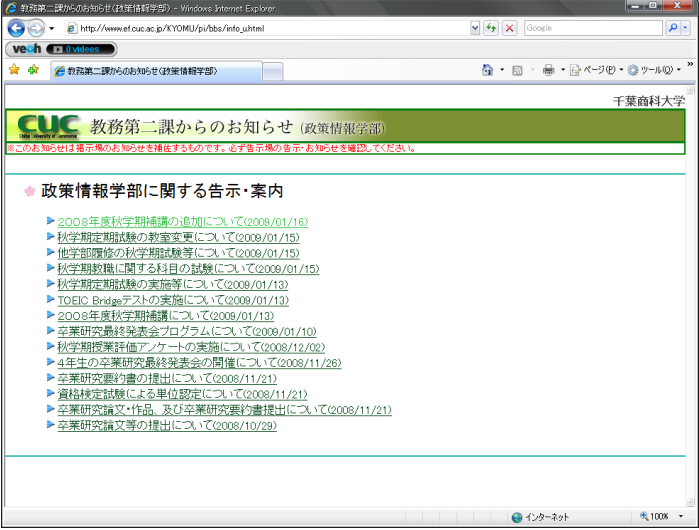 教務第二課からのお知らせ(政策情報学部) - Windows Internet Explorer
http://www.ef.cuc.ac.jp/KYOMU/pi/bbs/info_u.html
Google
veoh 0 videos
教務第二課からのお知らせ(政策情報学部)
ページ(P) ツール(O) »
千葉商科大学
CUC 教務第二課からのお知らせ (政策情報学部)
Chiba University of Commerce
※このお知らせは掲示場のお知らせを補佐するものです。必ず告示場の告示・お知らせを確認してください。
政策情報学部に関する告示・案内
2008年度秋学期補講の追加について(2009/01/16)
秋学期定期試験の教室変更について(2009/01/15)
他学部履修の秋学期試験等について(2009/01/15)
秋学期教職に関する科目の試験について(2009/01/15)
秋学期定期試験の実施等について(2009/01/13)
TOEIC Bridgeテストの実施について(2009/01/13)
2008年度秋学期補講について(2009/01/13)
卒業研究最終発表会プログラムについて(2009/01/10)
秋学期授業評価アンケートの実施について(2008/12/02)
4年生の卒業研究最終発表会の開催について(2008/11/26)
卒業研究要約書の提出について(2008/11/21)
資格検定試験による単位認定について(2008/11/21)
卒業研究論文・作品、及び卒業研究要約書提出について(2008/11/21)
卒業研究論文等の提出について(2008/10/29)
インターネット
100%